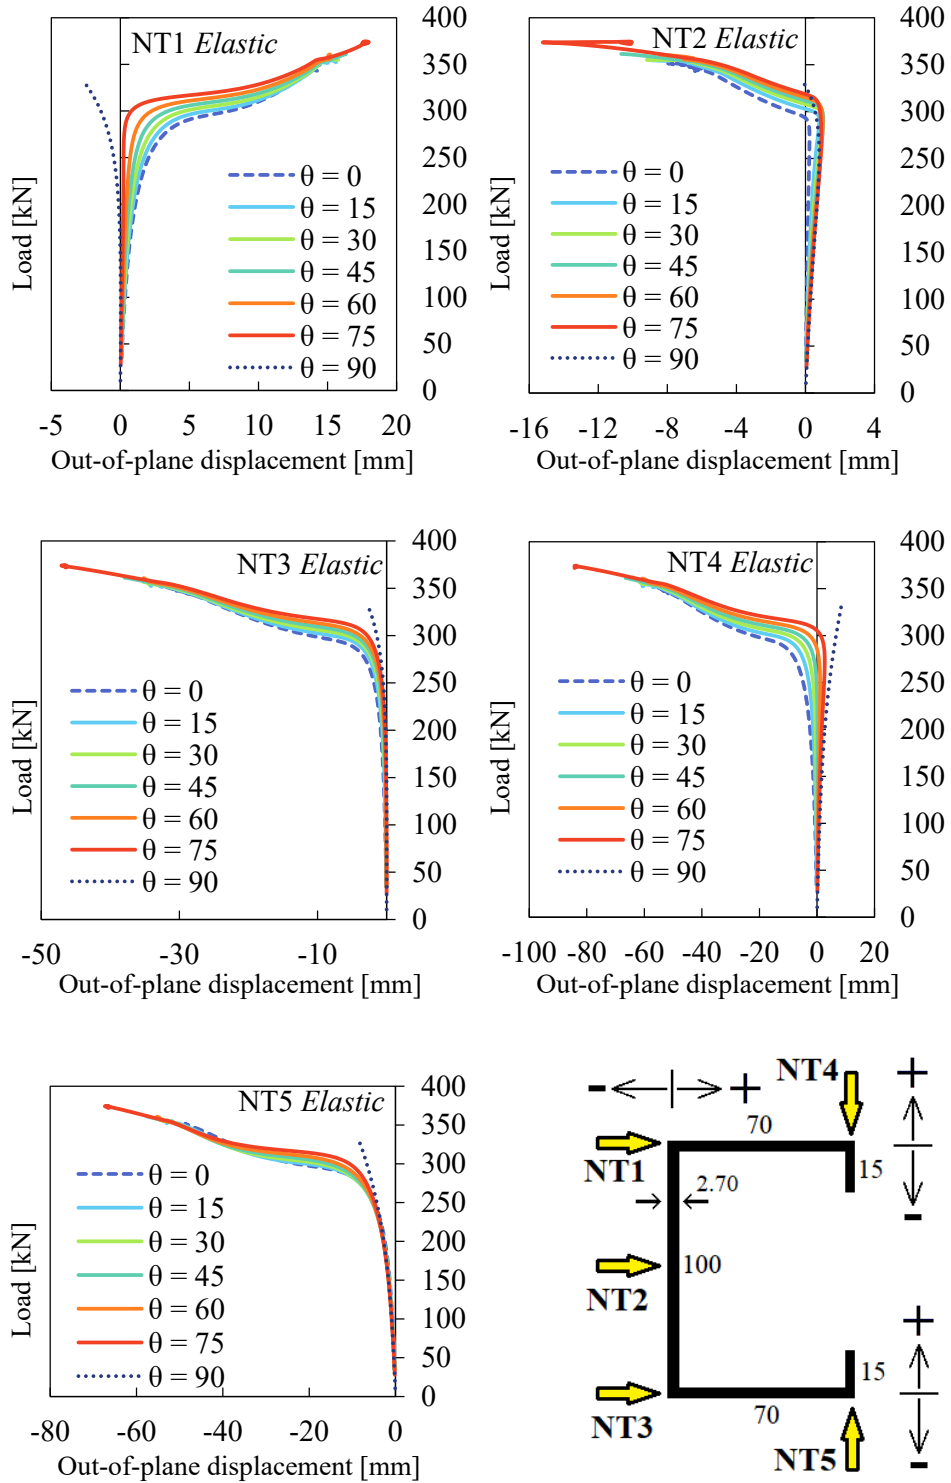 NT1 Elastic
400
350
300
250
200
150
100
50
0
Load [kN]
θ = 0
θ = 15
θ = 30
θ = 45
θ = 60
θ = 75
θ = 90
-5 0 5 10 15 20
Out-of-plane displacement [mm]
NT2 Elastic
400
350
300
250
200
150
100
50
0
Load [kN]
θ = 0
θ = 15
θ = 30
θ = 45
θ = 60
θ = 75
θ = 90
-16 -12 -8 -4 0 4
Out-of-plane displacement [mm]
NT3 Elastic
400
350
300
250
200
150
100
50
0
Load [kN]
θ = 0
θ = 15
θ = 30
θ = 45
θ = 60
θ = 75
θ = 90
-50 -30 -10
Out-of-plane displacement [mm]
NT4 Elastic
400
350
300
250
200
150
100
50
0
Load [kN]
θ = 0
θ = 15
θ = 30
θ = 45
θ = 60
θ = 75
θ = 90
-100 -80 -60 -40 -20 0 20
Out-of-plane displacement [mm]
NT5 Elastic
400
350
300
250
200
150
100
50
0
Load [kN]
θ = 0
θ = 15
θ = 30
θ = 45
θ = 60
θ = 75
θ = 90
-80 -60 -40 -20 0
Out-of-plane displacement [mm]
NT4
+
- +
70
NT1
15
2.70
-
NT2
100
+
15
NT3
70
NT5
-